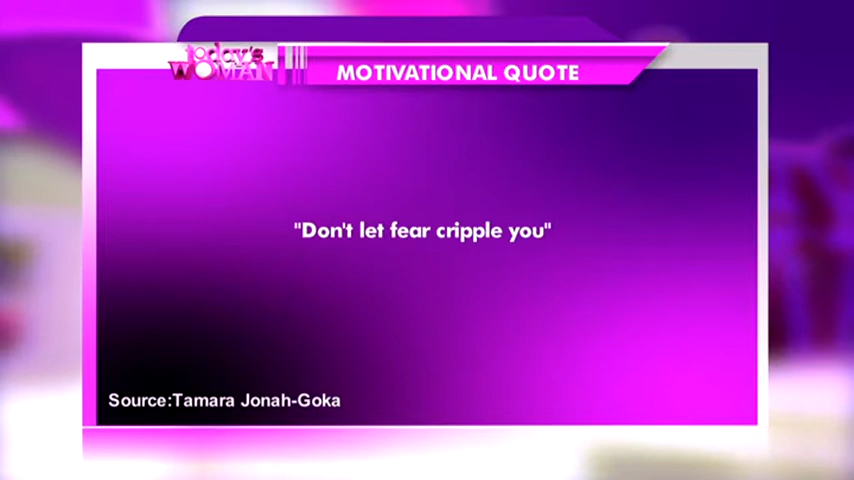 today's
WOMAN
MOTIVATIONAL QUOTE
"Don't let fear cripple you"
Source:Tamara Jonah-Goka